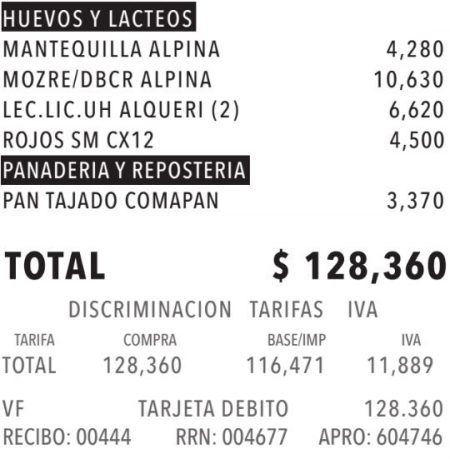 HUEVOS Y LACTEOS
MANTEQUILLA ALPINA 4,280
MOZRE/DBCR ALPINA 10,630
LEC.LIC.UH ALQUERI (2) 6,620
ROJOS SM CX12 4,500
PANADERIA Y REPOSTERIA
PAN TAJADO COMAPAN 3,370
TOTAL $ 128,360
DISCRIMINACION TARIFAS IVA
TARIFA COMPRA BASE/IMP IVA
TOTAL 128,360 116,471 11,889
VF TARJETA DEBITO 128.360
RECIBO: 00444 RRN: 004677 APRO: 604746